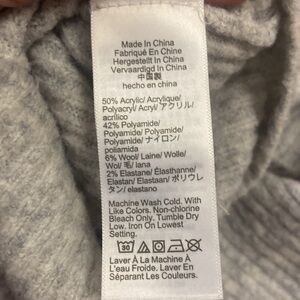 Made In China
Fabriqué En Chine
Hergestellt In China
Vervaardigd In China
中国製
hecho en china
50% Acrylic/ Acrylique/
Polyacryl/ Acryl/ アクリル/
acrílico
42% Polyamide/
Polyamide/ Polyamide/
Polyamide/ ナイロン/
poliamida
6% Wool/ Laine/ Wolle/
Wol/ 毛/ lana
2% Elastane/ Élasthanne/
Elastan/ Elastaan/ ポリウレ
タン/ elastano
Machine Wash Cold. With
Like Colors. Non-chlorine
Bleach Only. Tumble Dry
Low. Iron On Lowest
Setting.
30
Laver À La Machine À
L'eau Froide. Laver En
Séparant Les Couleurs.